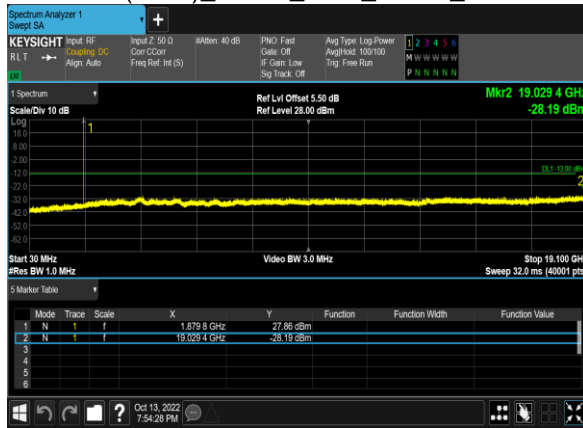 Spectrum Analyzer 1
Swept SA
+
KEYSIGHT
RLT
LXI
Input: RF
Coupling: DC
Align: Auto
Input Z: 50 Ω
Corr CCorr
Freq Ref: Int (S)
#Atten: 40 dB
PNO: Fast
Gate: Off
IF Gain: Low
Sig Track: Off
Avg Type: Log-Power
Avg|Hold: 100/100
Trig: Free Run
1 2 3 4 5 6
M W W W W W
P N N N N N
1 Spectrum
Scale/Div 10 dB
Ref Lvl Offset 5.50 dB
Ref Level 28.00 dBm
Mkr2 19.029 4 GHz
-28.19 dBm
Log
18.0
8.00
-2.00
-12.0
-22.0
-32.0
-42.0
-52.0
-62.0
1
DL1 -13.00 dBm
2
Start 30 MHz
#Res BW 1.0 MHz
Video BW 3.0 MHz
Stop 19.100 GH
Sweep 32.0 ms (40001 pts
5 Marker Table
Mode Trace Scale X Y Function Function Width Function Value
1 N 1 f 1.879 8 GHz 27.86 dBm
2 N 1 f 19.029 4 GHz -28.19 dBm
3
4
5
6
? Oct 13, 2022
7:54:28 PM